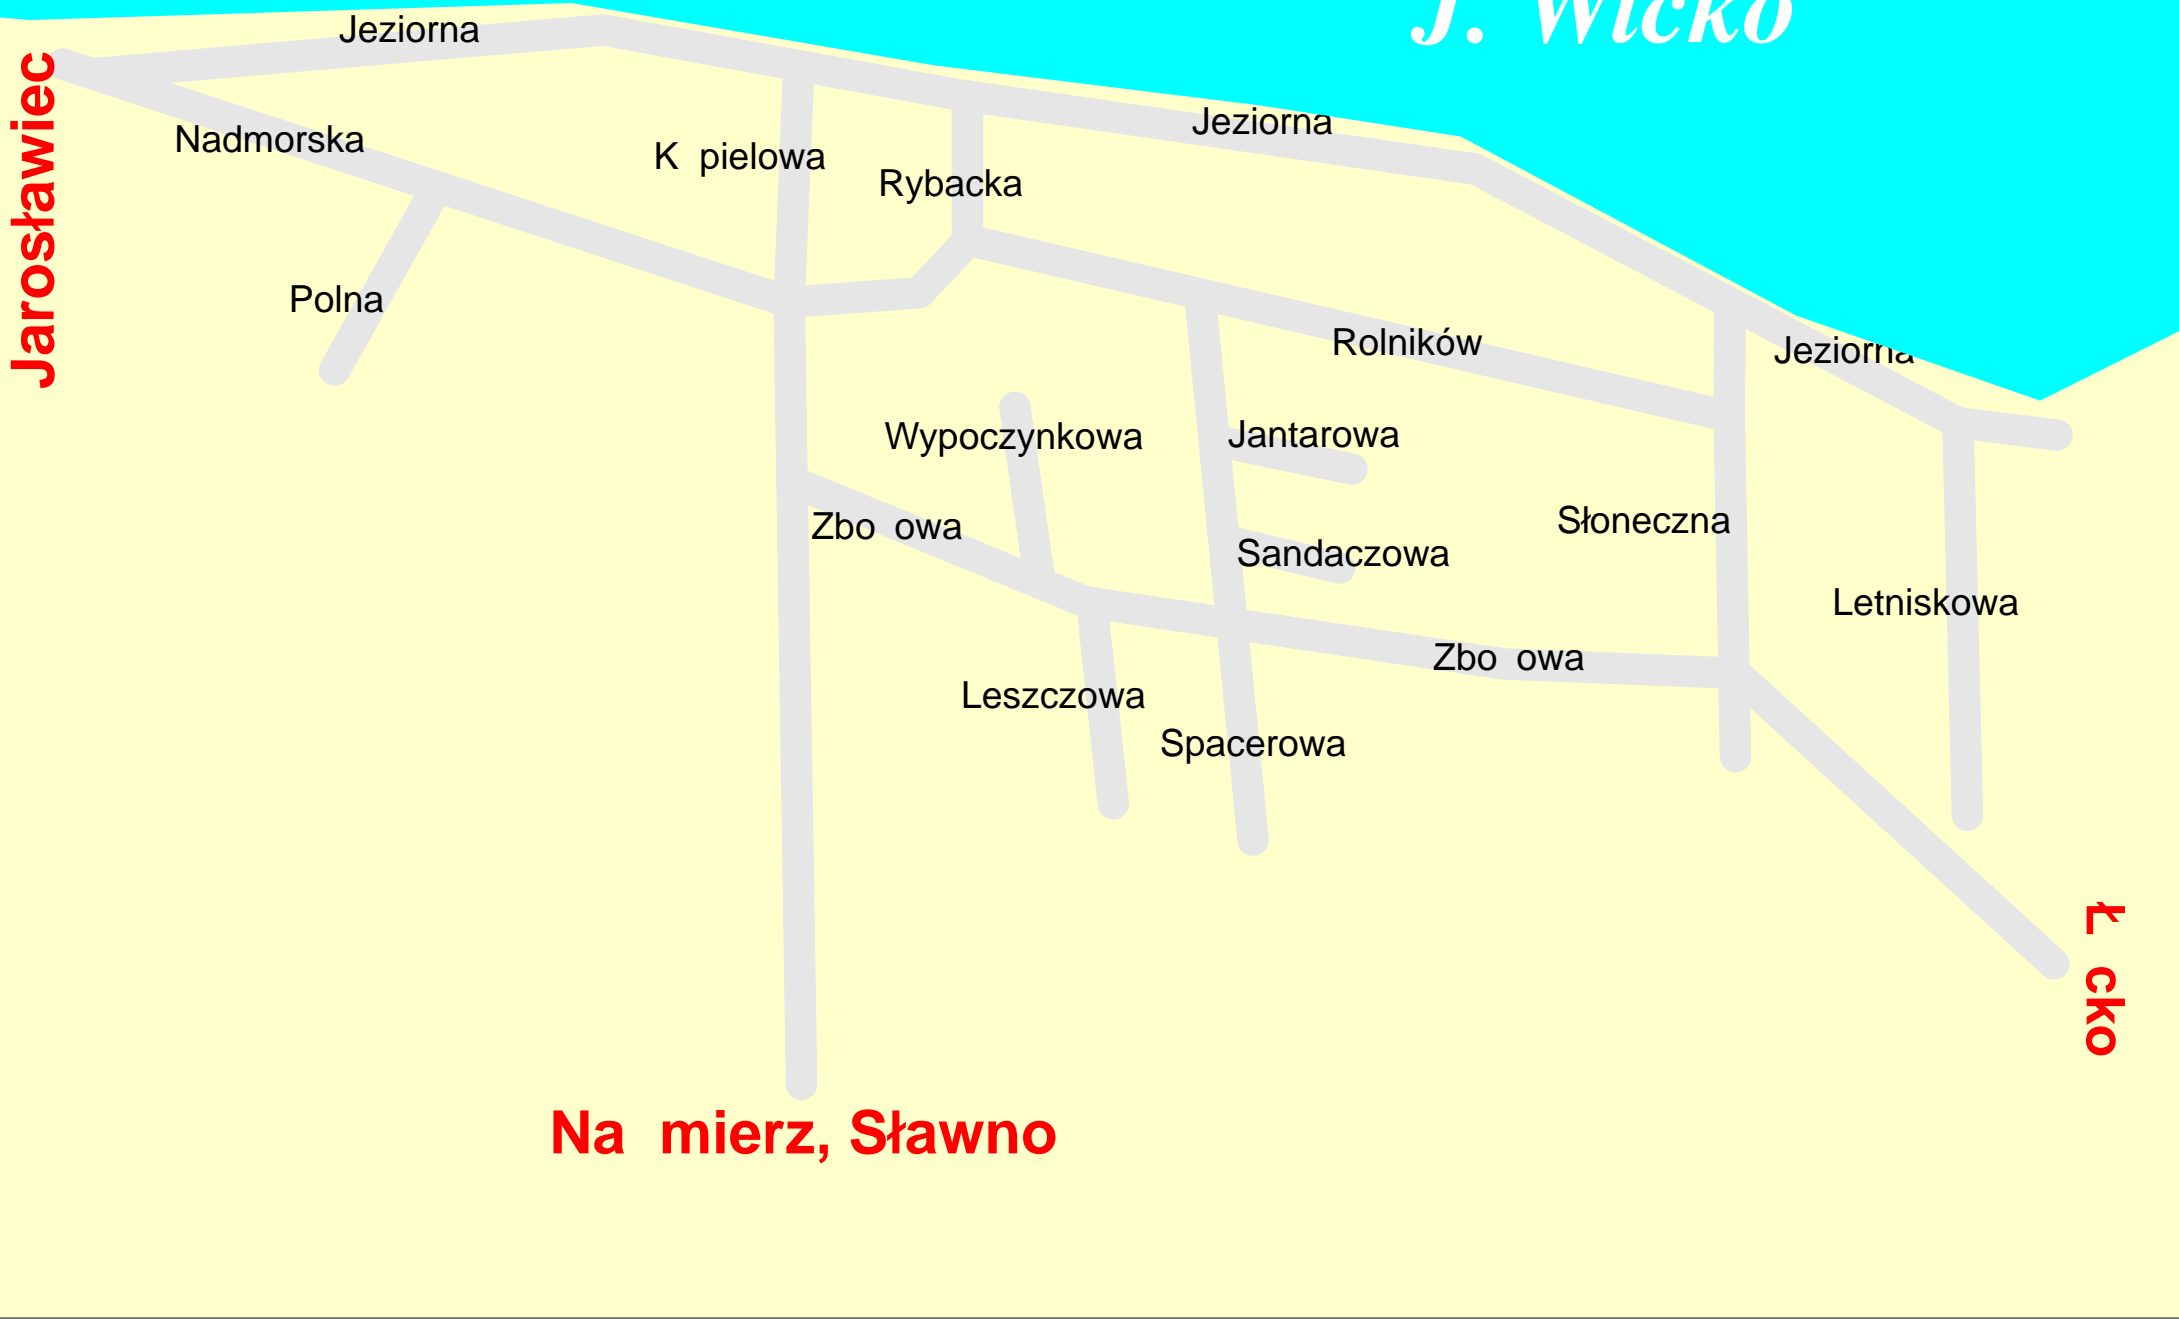 J. Wicko
Jeziorna
Jarosławiec
Nadmorska
K pielowa
Rybacka
Jeziorna
Polna
Rolników
Jeziorna
Wypoczynkowa
Jantarowa
Zbo owa
Sandaczowa
Słoneczna
Letniskowa
Zbo owa
Leszczowa
Spacerowa
Ł cko
Na mierz, Sławno